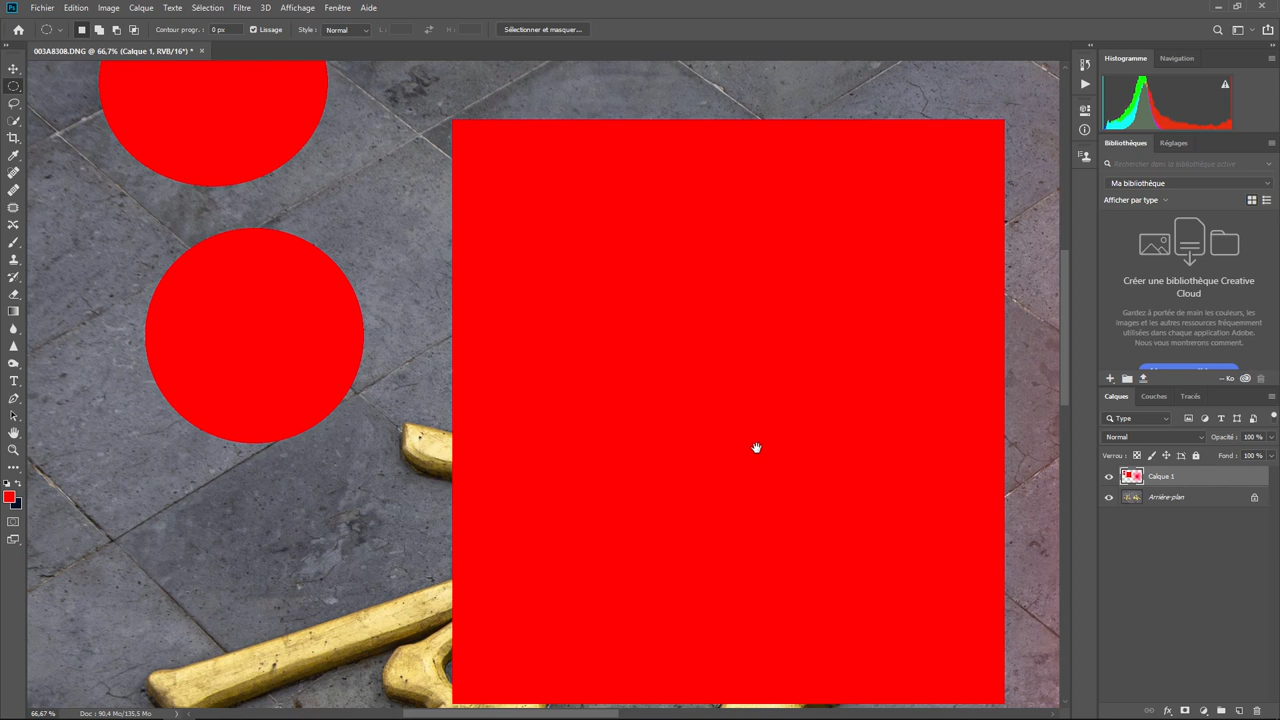 Ps Fichier Edition Image Calque Texte Sélection Filtre 3D Affichage Fenêtre Aide
Contour progr. : 0 px Lissage Style : Normal L : H : Sélectionner et masquer...
003A8308.DNG @ 66,7% (Calque 1, RVB/16*) * ×
Histogramme Navigation
Bibliothèques Réglages
Rechercher dans la bibliothèque active
Ma bibliothèque
Afficher par type
Créer une bibliothèque Creative
Cloud
Gardez à portée de main les couleurs, les
images et les autres ressources fréquemment
utilisées dans chaque application Adobe.
Nous vous montrerons comment.
-- Ko
Calques Couches Tracés
Type
Normal Opacité : 100 %
Verrou : Fond : 100 %
Calque 1
Arrière-plan
66,67 % Doc : 90,4 Mo/135,5 Mo